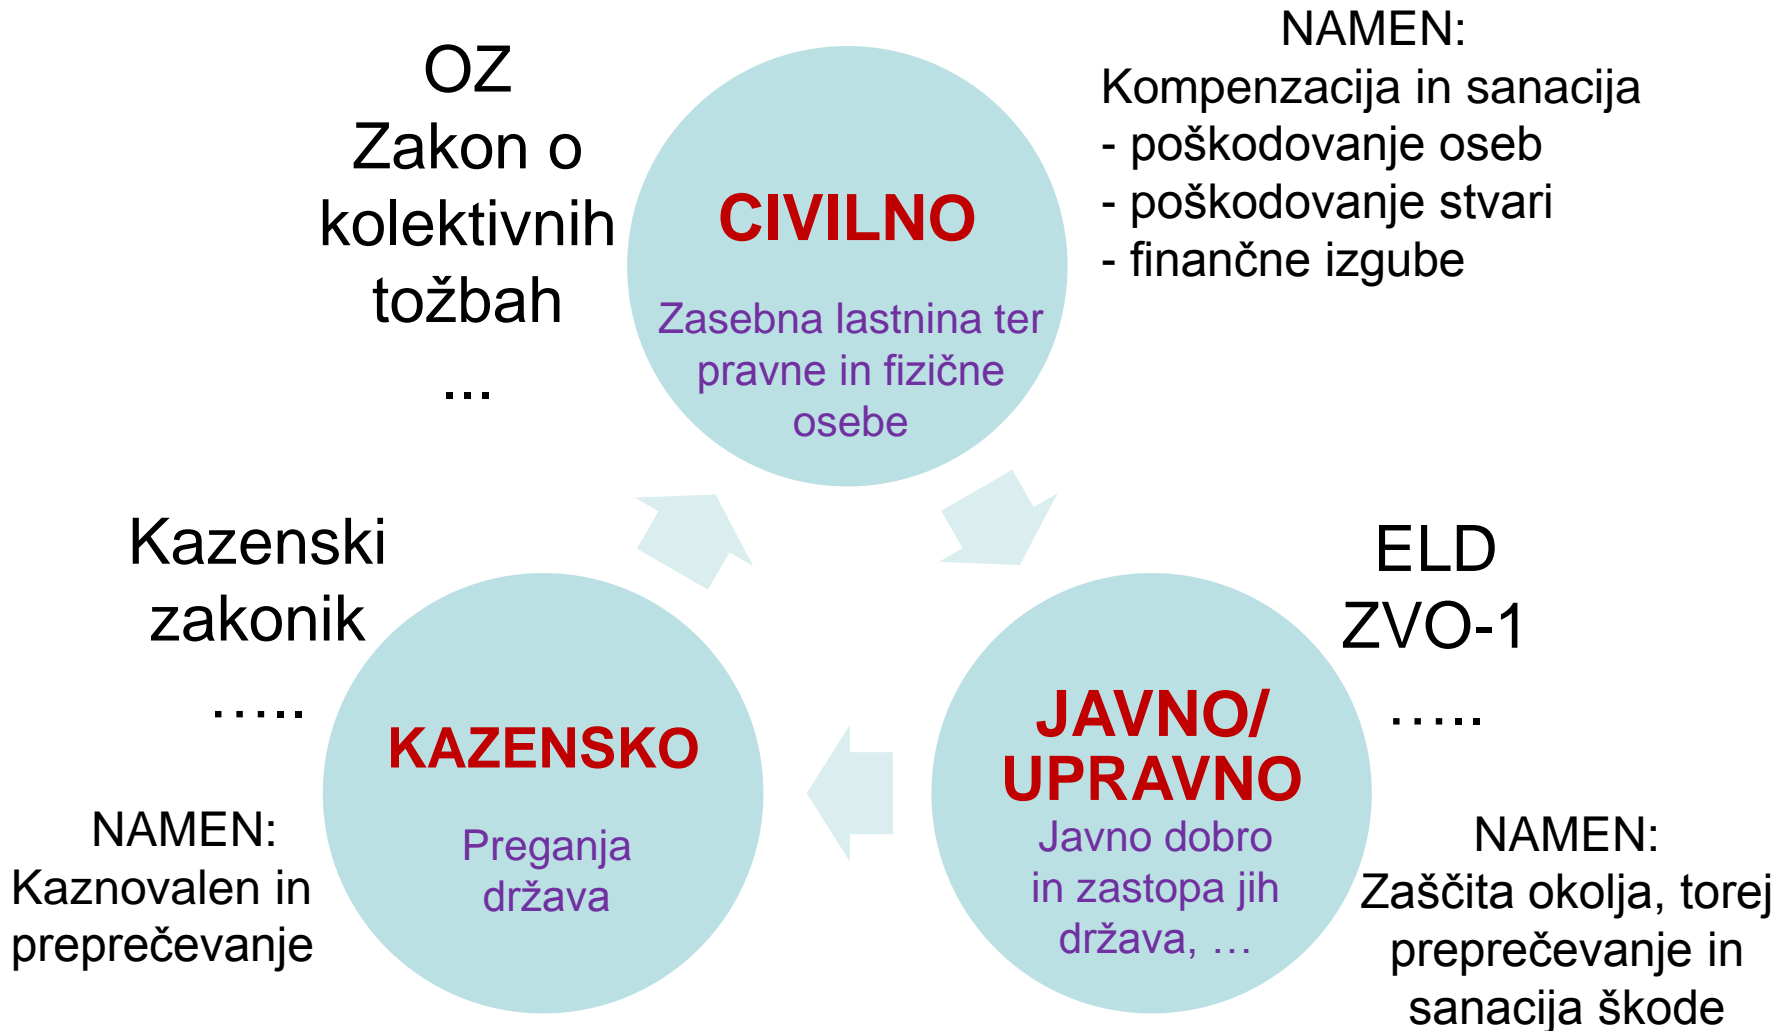 OZ
Zakon o
kolektivnih
tožbah
...
CIVILNO
Zasebna lastnina ter
pravne in fizične
osebe
NAMEN:
Kompenzacija in sanacija
- poškodovanje oseb
- poškodovanje stvari
- finančne izgube
Kazenski
zakonik
…..
KAZENSKO
Preganja
država
NAMEN:
Kaznovalen in
preprečevanje
ELD
ZVO-1
…..
JAVNO/
UPRAVNO
Javno dobro
in zastopa jih
država, …
NAMEN:
Zaščita okolja, torej
preprečevanje in
sanacija škode